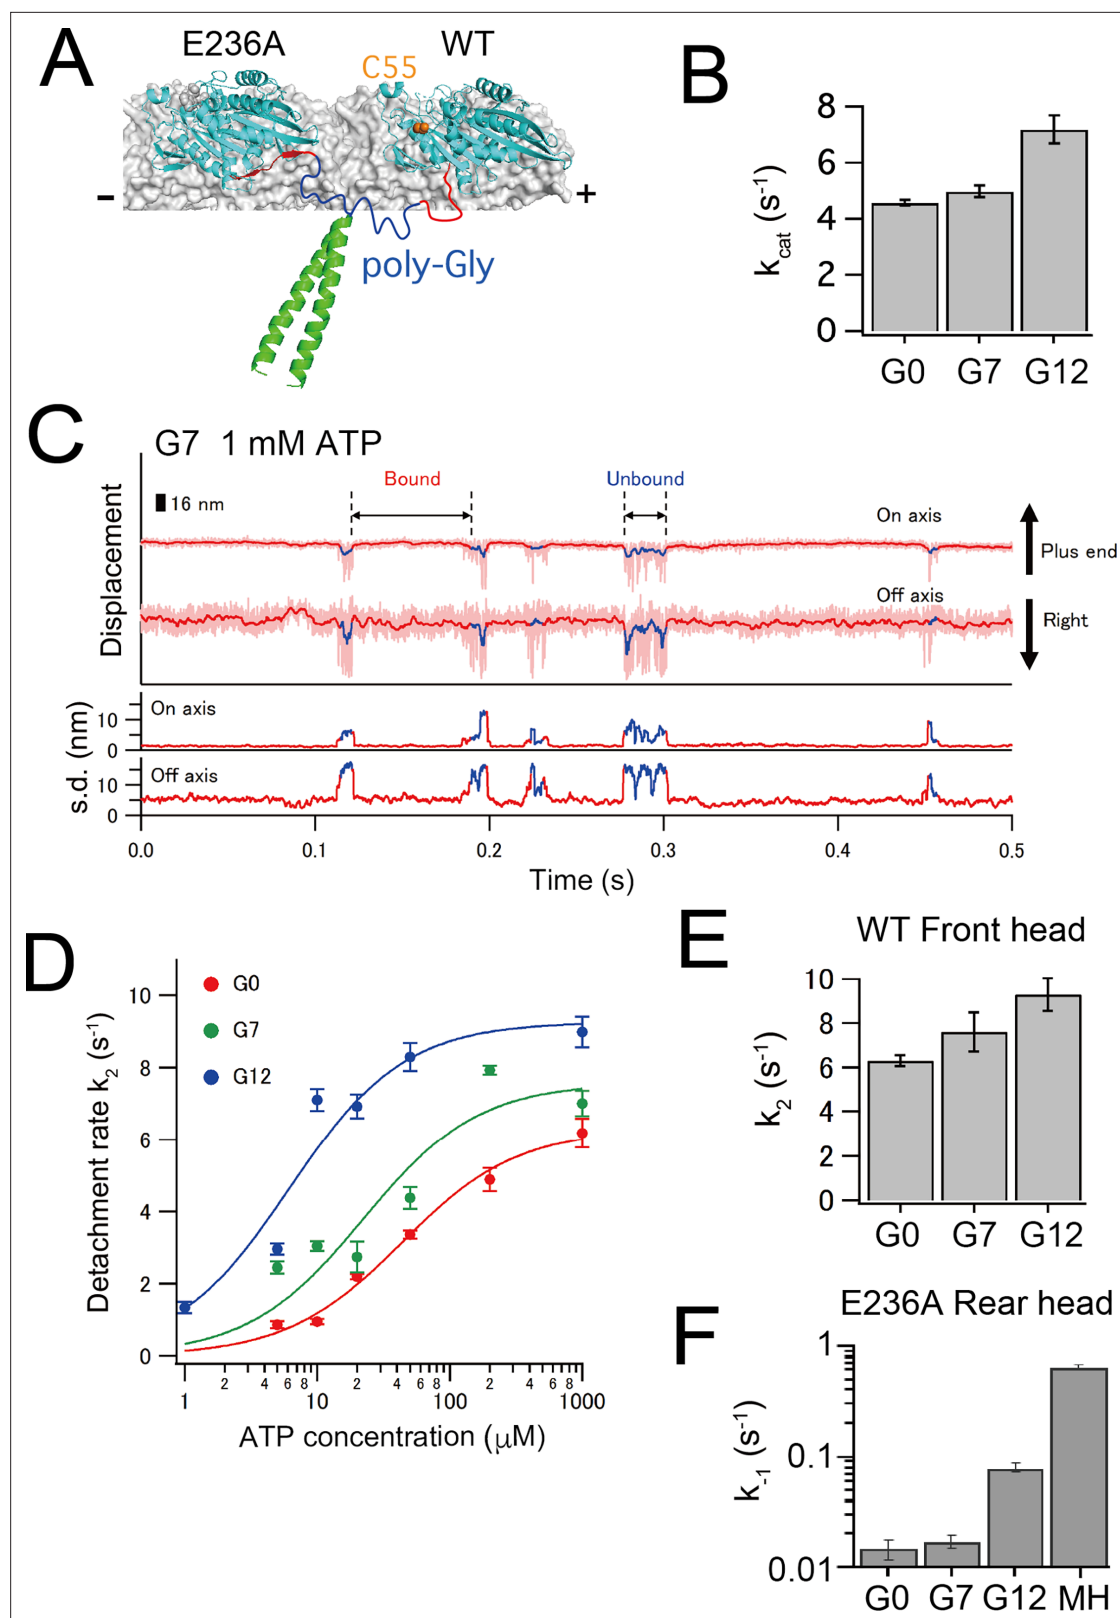 A
E236A
WT
C55
-
+
poly-Gly
B
k_cat (s⁻¹)
8
6
4
2
0
G0 G7 G12
C
G7 1 mM ATP
Displacement
16 nm
Bound
Unbound
On axis
Plus end
Off axis
Right
s.d. (nm)
On axis
10
0
Off axis
10
0
0.0 0.1 0.2 0.3 0.4 0.5
Time (s)
D
Detachment rate k₂ (s⁻¹)
G0
G7
G12
10
8
6
4
2
0
2 4 6 8 2 4 6 8 2 4 6 8
1 10 100 1000
ATP concentration (μM)
E
WT Front head
k₂ (s⁻¹)
10
8
6
4
2
0
G0 G7 G12
F
E236A Rear head
k₋₁ (s⁻¹)
1
0.1
0.01
G0 G7 G12 MH